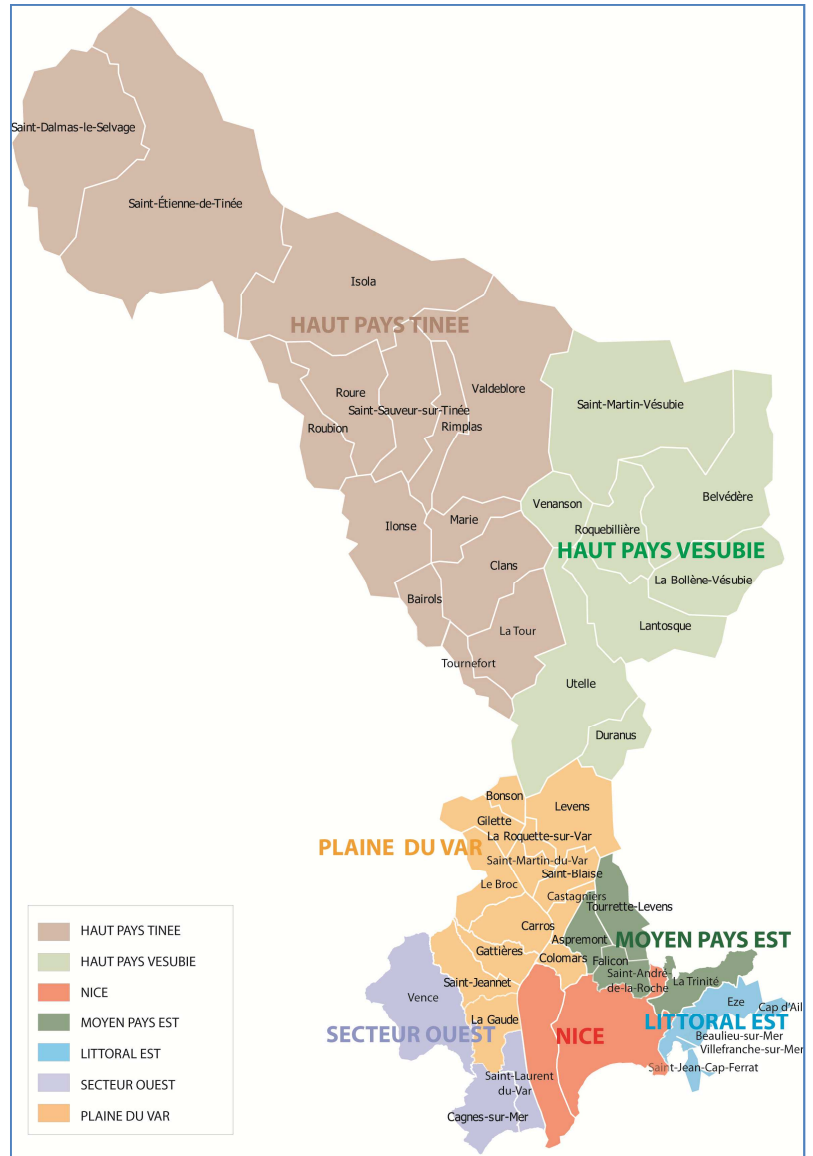 Saint-Dalmas-le-Selvage
Saint-Étienne-de-Tinée
Isola
HAUT PAYS TINEE
Valdeblore
Roure
Saint-Sauveur-sur-Tinée
Rimplas
Roubion
Saint-Martin-Vésubie
Belvédère
Venanson
Roquebillière
HAUT PAYS VESUBIE
Marie
Ilonse
Clans
La Bollène-Vésubie
Bairols
La Tour
Lantosque
Tournefort
Utelle
Duranus
Bonson
Levens
Gilette
La Roquette-sur-Var
PLAINE DU VAR
Saint-Martin-du-Var
Saint-Blaise
Le Broc
Castagniers
Tourrette-Levens
Carros
Aspremont
MOYEN PAYS EST
Gattières
Colomars
Falicon
Saint-André-
de-la-Roche
La Trinité
Saint-Jeannet
Vence
Eze
Cap d'Ail
La Gaude
LITTORAL EST
SECTEUR OUEST
NICE
Beaulieu-sur-Mer
Villefranche-sur-Mer
Saint-Jean-Cap-Ferrat
Saint-Laurent
du-Var
Cagnes-sur-Mer
HAUT PAYS TINEE
HAUT PAYS VESUBIE
NICE
MOYEN PAYS EST
LITTORAL EST
SECTEUR OUEST
PLAINE DU VAR